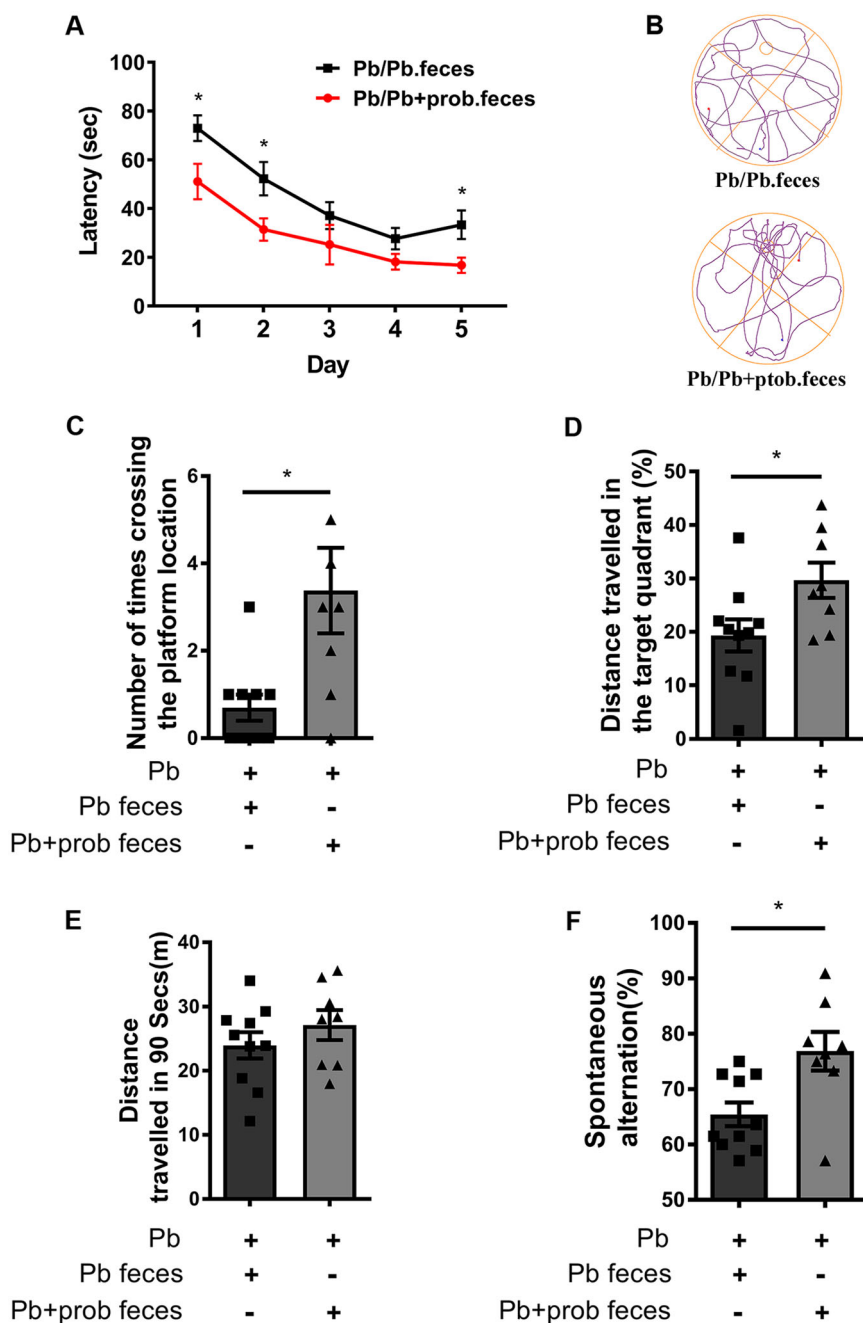 A
B
Pb/Pb.feces
Pb/Pb+prob.feces
100
80
60
40
20
0
Latency (sec)
*
*
*
1 2 3 4 5
Day
Pb/Pb.feces
Pb/Pb+ptob.feces
C
Number of times crossing
the platform location
6
4
2
0
*
Pb + +
Pb feces + -
Pb+prob feces - +
D
Distance travelled in
the target quadrant (%)
50
40
30
20
10
0
*
Pb + +
Pb feces + -
Pb+prob feces - +
E
Distance
travelled in 90 Secs(m)
40
30
20
10
0
Pb + +
Pb feces + -
Pb+prob feces - +
F
Spontaneous
alternation(%)
100
90
80
70
60
50
*
Pb + +
Pb feces + -
Pb+prob feces - +